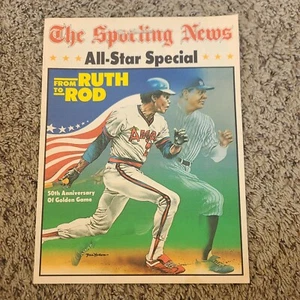 The Sporting News
All-Star Special
FROM RUTH
TO ROD
50th Anniversary
Of Golden Game